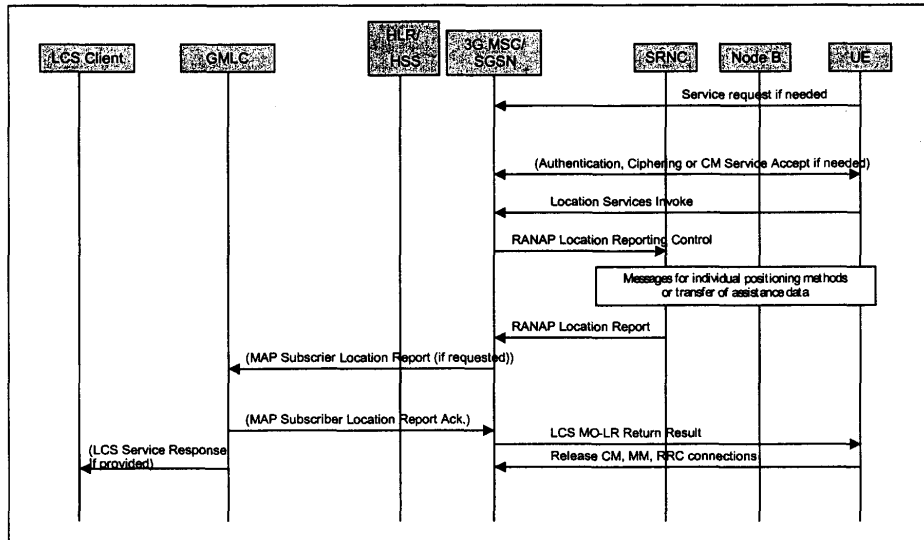 LCS Client
GMLC
HLR/
HSS
3G MSC/
SGSN
SRNC
Node B
UE
Service request if needed
(Authentication, Ciphering or CM Service Accept if needed)
Location Services Invoke
RANAP Location Reporting Control
Messages for individual positioning methods
or transfer of assistance data
RANAP Location Report
(MAP Subscrier Location Report (if requested))
(MAP Subscriber Location Report Ack.)
LCS MO-LR Return Result
(LCS Service Response
If provided)
Release CM, MM, RRC connections